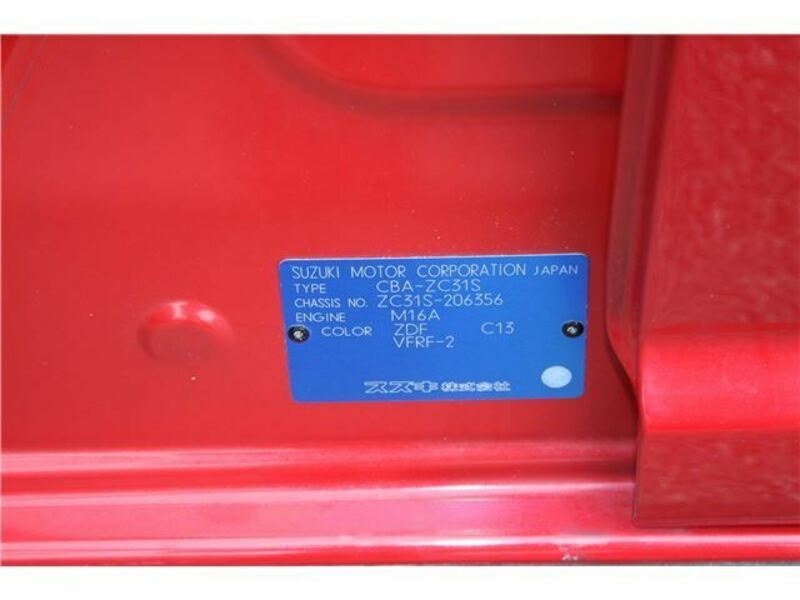 SUZUKI MOTOR CORPORATION JAPAN
TYPE CBA-ZC31S
CHASSIS NO. ZC31S-206356
ENGINE M16A
COLOR ZDF C13
VFRF-2
スズキ株式会社